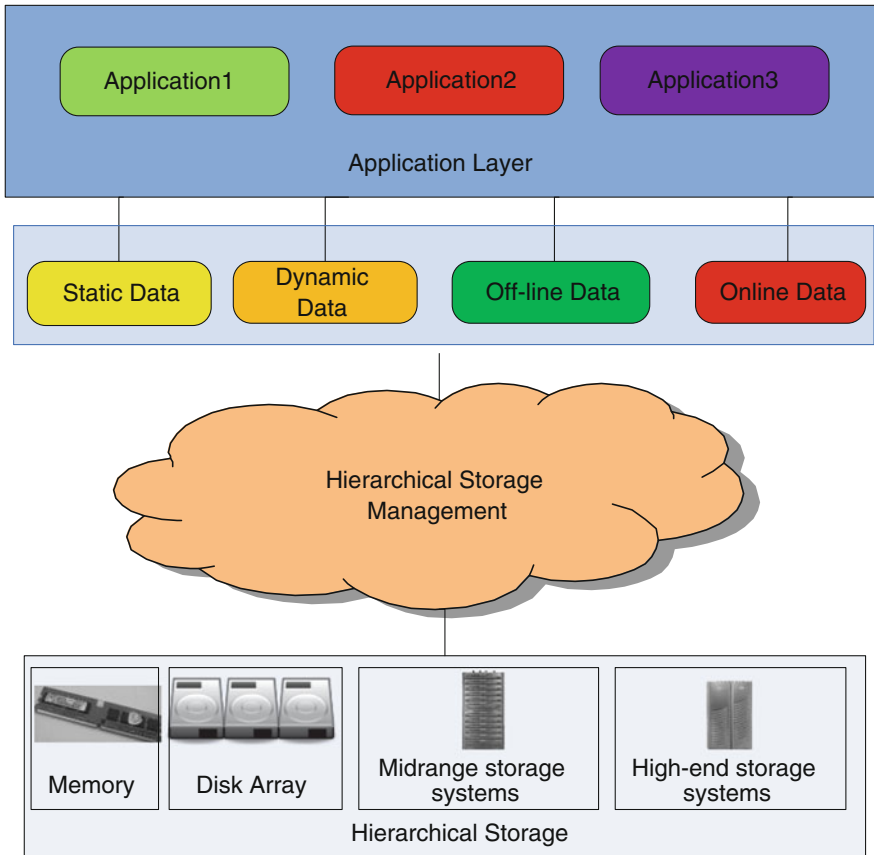 Application1
Application2
Application3
Application Layer
Static Data
Dynamic
Data
Off-line Data
Online Data
Hierarchical Storage
Management
Memory
Disk Array
Midrange storage
systems
High-end storage
systems
Hierarchical Storage